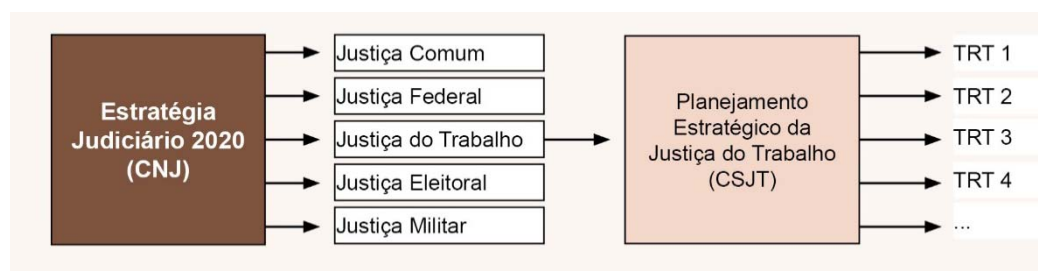 Estratégia
Judiciário 2020
(CNJ)
Justiça Comum
Justiça Federal
Justiça do Trabalho
Justiça Eleitoral
Justiça Militar
Planejamento
Estratégico da
Justiça do Trabalho
(CSJT)
TRT 1
TRT 2
TRT 3
TRT 4
...